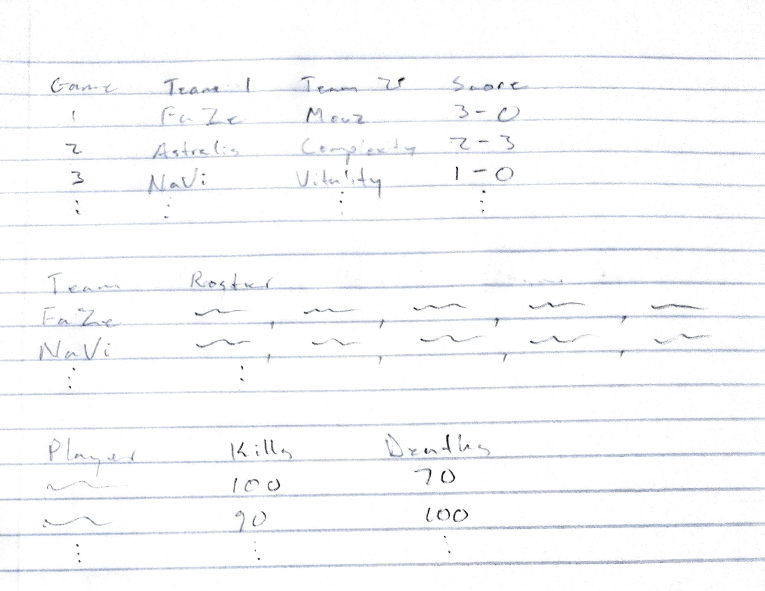 Game Team 1 Team 2 Score
1 FaZe Mouz 3-0
2 Astralis Complexity 2-3
3 NaVi Vitality 1-0
⋮ ⋮ ⋮ ⋮
Team Roster
FaZe , , , ,
NaVi , , , ,
⋮ ⋮
Player Kills Deaths
100 70
90 100
⋮ ⋮ ⋮